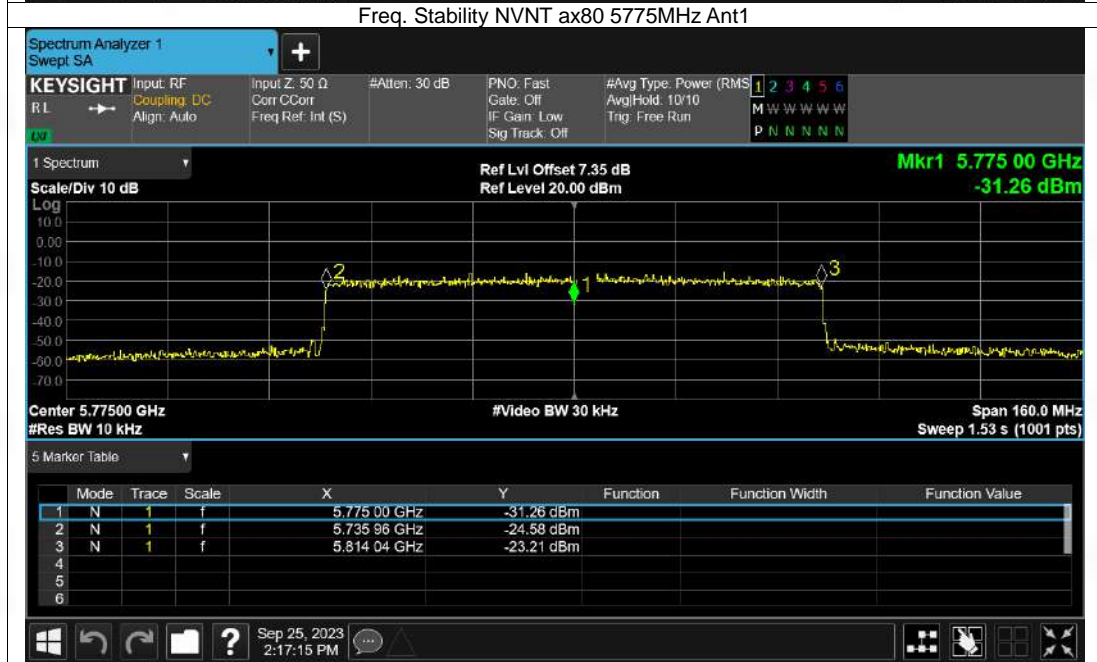 Freq. Stability NVNT ax80 5775MHz Ant1
Spectrum Analyzer 1
Swept SA
KEYSIGHT Input: RF Input Z: 50 Ω #Atten: 30 dB PNO: Fast #Avg Type: Power (RMS 1 2 3 4 5 6
RL Coupling: DC Corr CCorr Gate: Off Avg|Hold: 10/10 M W W W W W
Align: Auto Freq Ref: Int (S) IF Gain: Low Trig: Free Run
LXI Sig Track: Off P N N N N N
1 Spectrum Ref Lvl Offset 7.35 dB Mkr1 5.775 00 GHz
Scale/Div 10 dB Ref Level 20.00 dBm -31.26 dBm
Log
10.0
0.00
-10.0
2 3
-20.0
1
-30.0
-40.0
-50.0
-60.0
-70.0
Center 5.77500 GHz #Video BW 30 kHz Span 160.0 MHz
#Res BW 10 kHz Sweep 1.53 s (1001 pts)
5 Marker Table
Mode Trace Scale X Y Function Function Width Function Value
1 N 1 f 5.775 00 GHz -31.26 dBm
2 N 1 f 5.735 96 GHz -24.58 dBm
3 N 1 f 5.814 04 GHz -23.21 dBm
4
5
6
? Sep 25, 2023
2:17:15 PM